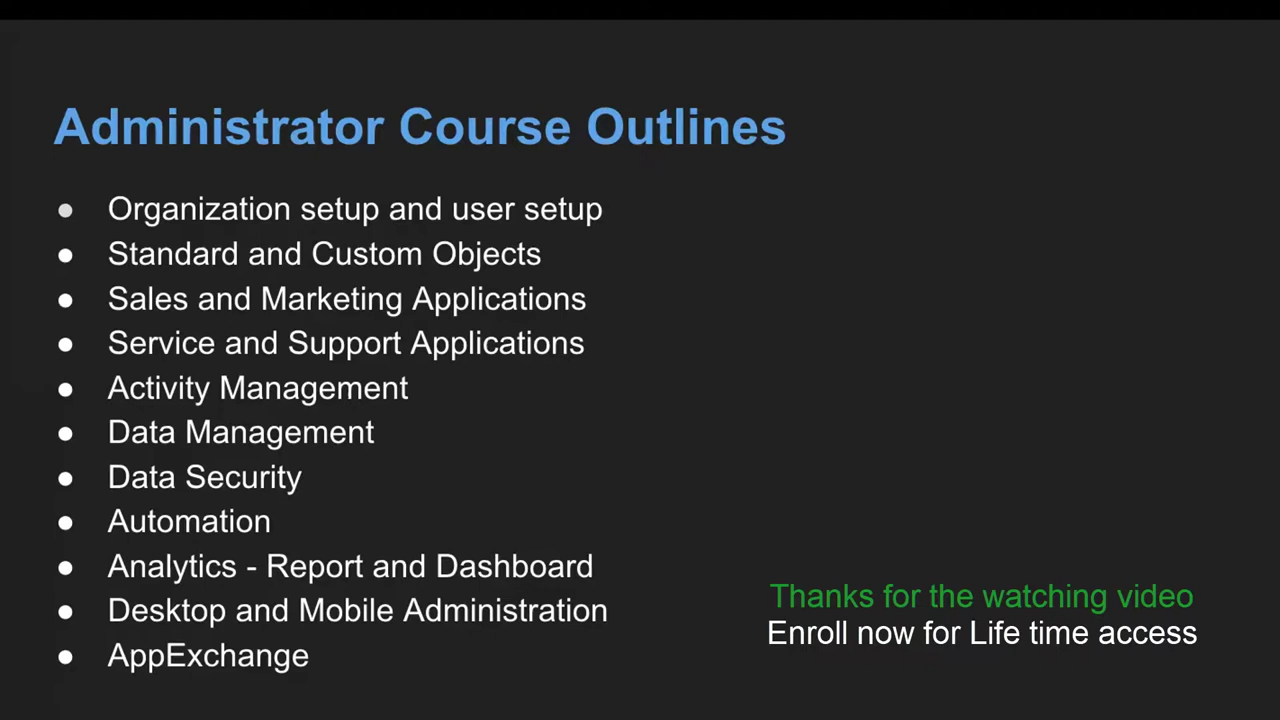 Administrator Course Outlines
● Organization setup and user setup
● Standard and Custom Objects
● Sales and Marketing Applications
● Service and Support Applications
● Activity Management
● Data Management
● Data Security
● Automation
● Analytics - Report and Dashboard
● Desktop and Mobile Administration
● AppExchange
Thanks for the watching video
Enroll now for Life time access